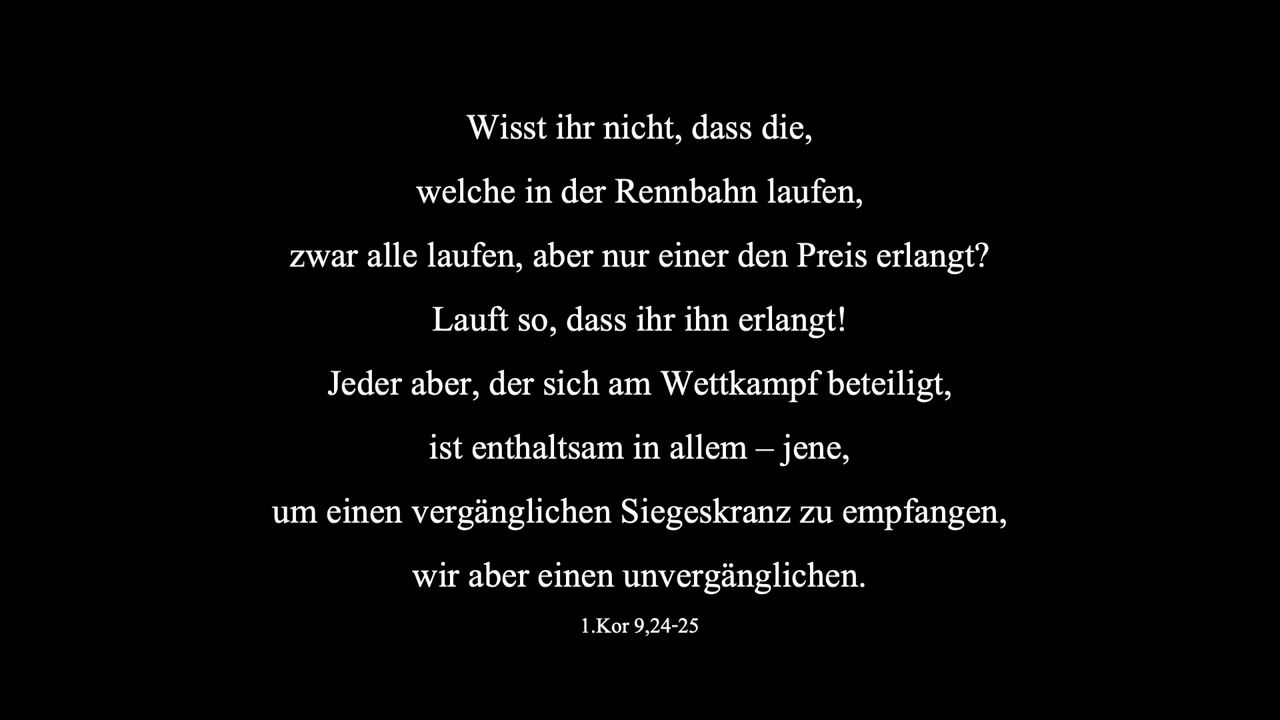 Wisst ihr nicht, dass die,
welche in der Rennbahn laufen,
zwar alle laufen, aber nur einer den Preis erlangt?
Lauft so, dass ihr ihn erlangt!
Jeder aber, der sich am Wettkampf beteiligt,
ist enthaltsam in allem – jene,
um einen vergänglichen Siegeskranz zu empfangen,
wir aber einen unvergänglichen.
1.Kor 9,24-25